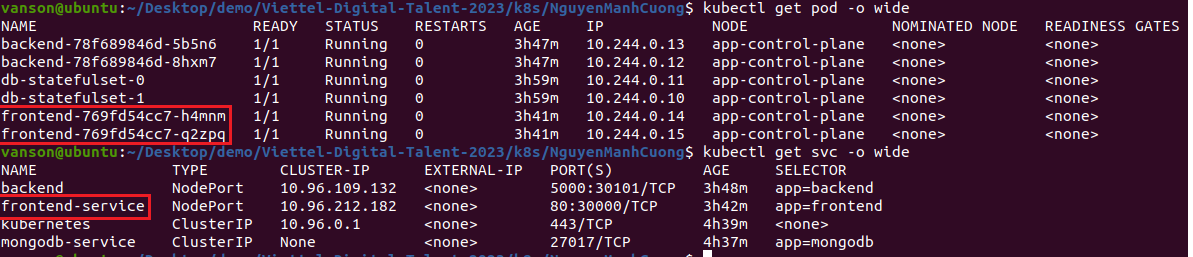 vanson@ubuntu:~/Desktop/demo/Viettel-Digital-Talent-2023/k8s/NguyenManhCuong$ kubectl get pod -o wide
NAME READY STATUS RESTARTS AGE IP NODE NOMINATED NODE READINESS GATES
backend-78f689846d-5b5n6 1/1 Running 0 3h47m 10.244.0.13 app-control-plane <none> <none>
backend-78f689846d-8hxm7 1/1 Running 0 3h47m 10.244.0.12 app-control-plane <none> <none>
db-statefulset-0 1/1 Running 0 3h59m 10.244.0.11 app-control-plane <none> <none>
db-statefulset-1 1/1 Running 0 3h59m 10.244.0.10 app-control-plane <none> <none>
frontend-769fd54cc7-h4mnm 1/1 Running 0 3h41m 10.244.0.14 app-control-plane <none> <none>
frontend-769fd54cc7-q2zpq 1/1 Running 0 3h41m 10.244.0.15 app-control-plane <none> <none>
vanson@ubuntu:~/Desktop/demo/Viettel-Digital-Talent-2023/k8s/NguyenManhCuong$ kubectl get svc -o wide
NAME TYPE CLUSTER-IP EXTERNAL-IP PORT(S) AGE SELECTOR
backend NodePort 10.96.109.132 <none> 5000:30101/TCP 3h48m app=backend
frontend-service NodePort 10.96.212.182 <none> 80:30000/TCP 3h42m app=frontend
kubernetes ClusterIP 10.96.0.1 <none> 443/TCP 4h39m <none>
mongodb-service ClusterIP None <none> 27017/TCP 4h37m app=mongodb